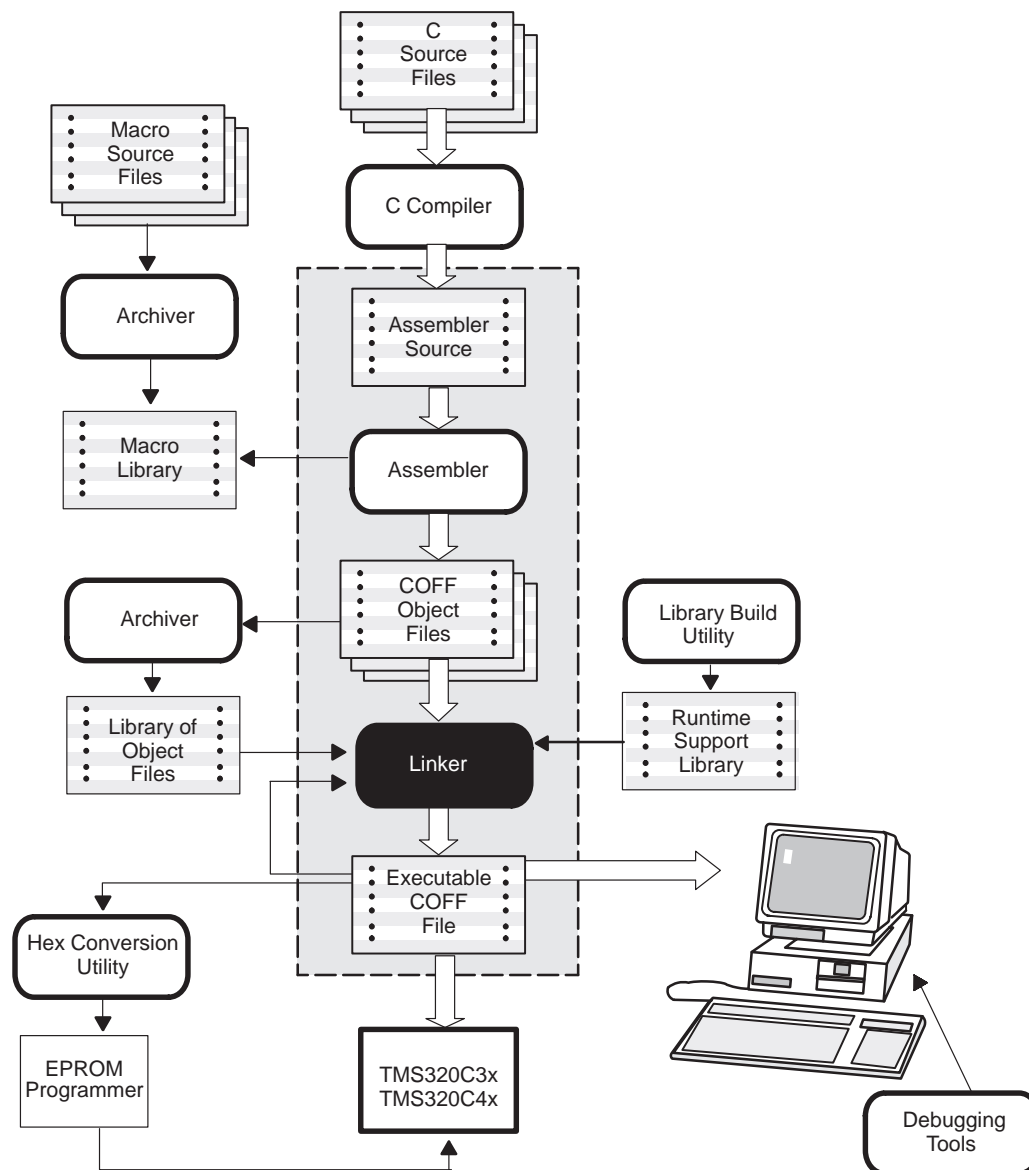 C
Source
Files
Macro
Source
Files
C Compiler
Archiver
Assembler
Source
Macro
Library
Assembler
Archiver
COFF
Object
Files
Library Build
Utility
Library of
Object
Files
Linker
Runtime
Support
Library
Executable
COFF
File
Hex Conversion
Utility
EPROM
Programmer
TMS320C3x
TMS320C4x
Debugging
Tools